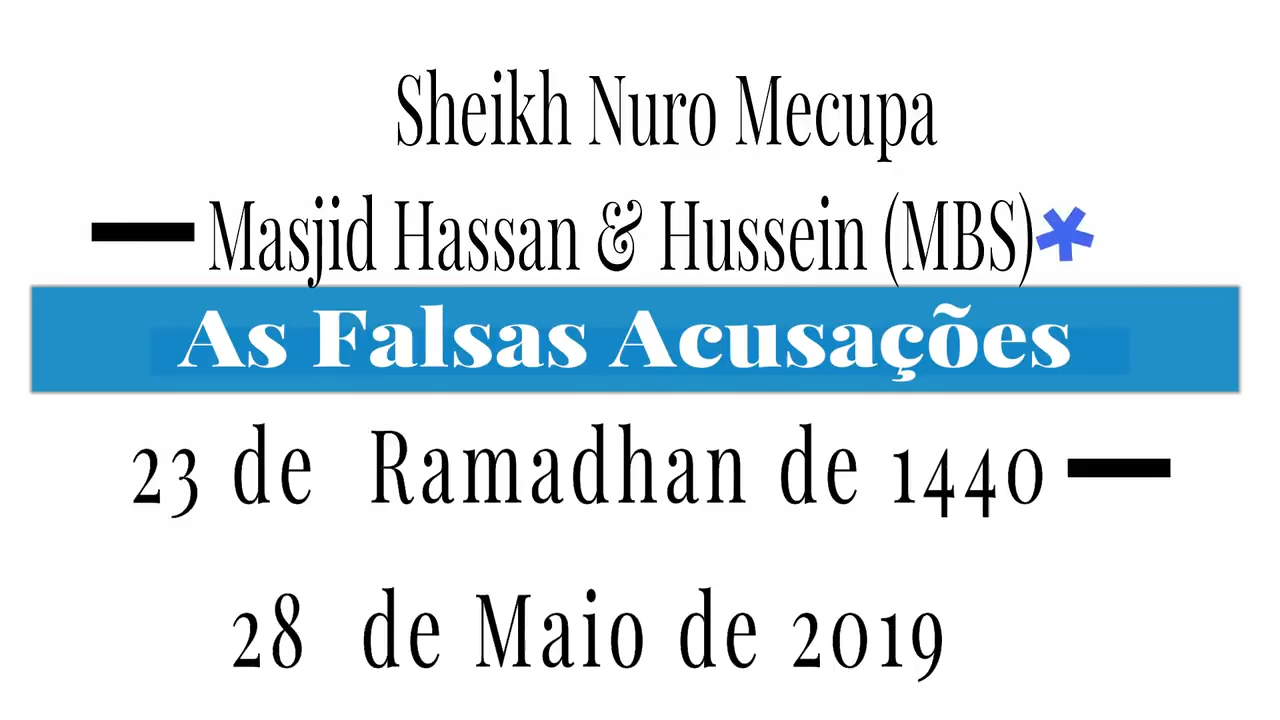 Sheikh Nuro Mecupa
Masjid Hassan & Hussein (MBS)*
As Falsas Acusações
23 de Ramadhan de 1440
28 de Maio de 2019